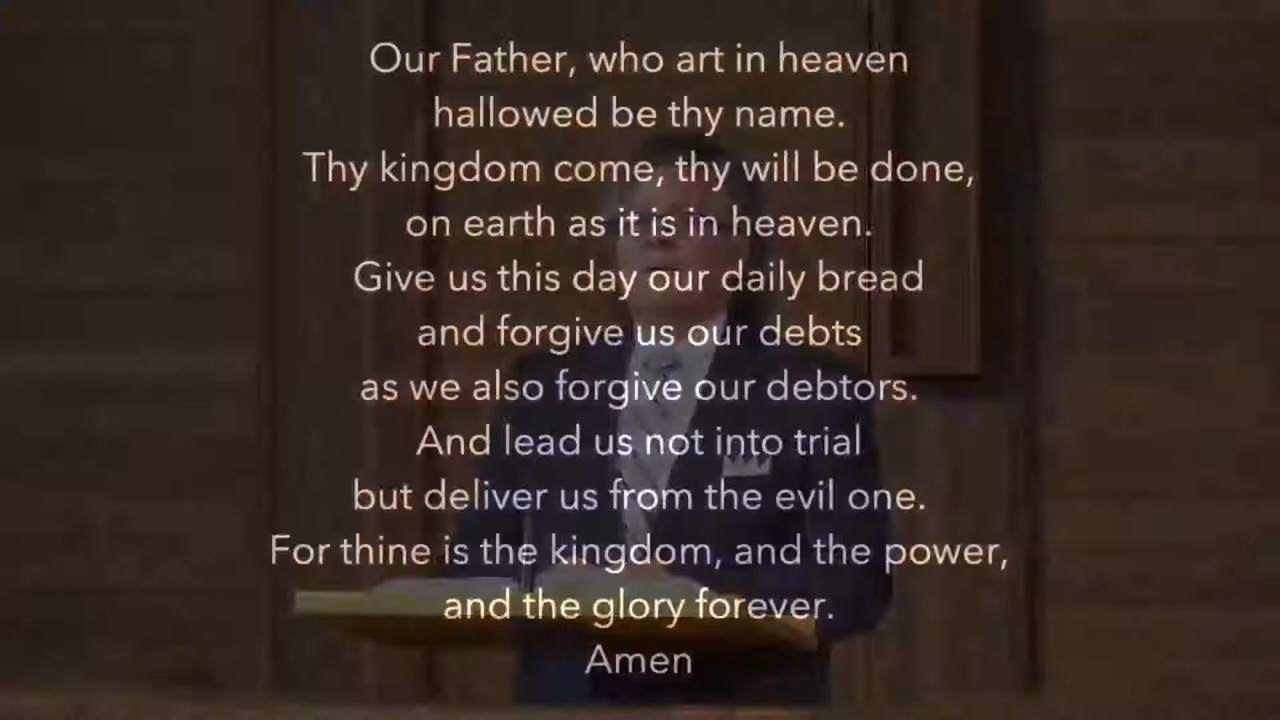 Our Father, who art in heaven
hallowed be thy name.
Thy kingdom come, thy will be done,
on earth as it is in heaven.
Give us this day our daily bread
and forgive us our debts
as we also forgive our debtors.
And lead us not into trial
but deliver us from the evil one.
For thine is the kingdom, and the power,
and the glory forever.
Amen